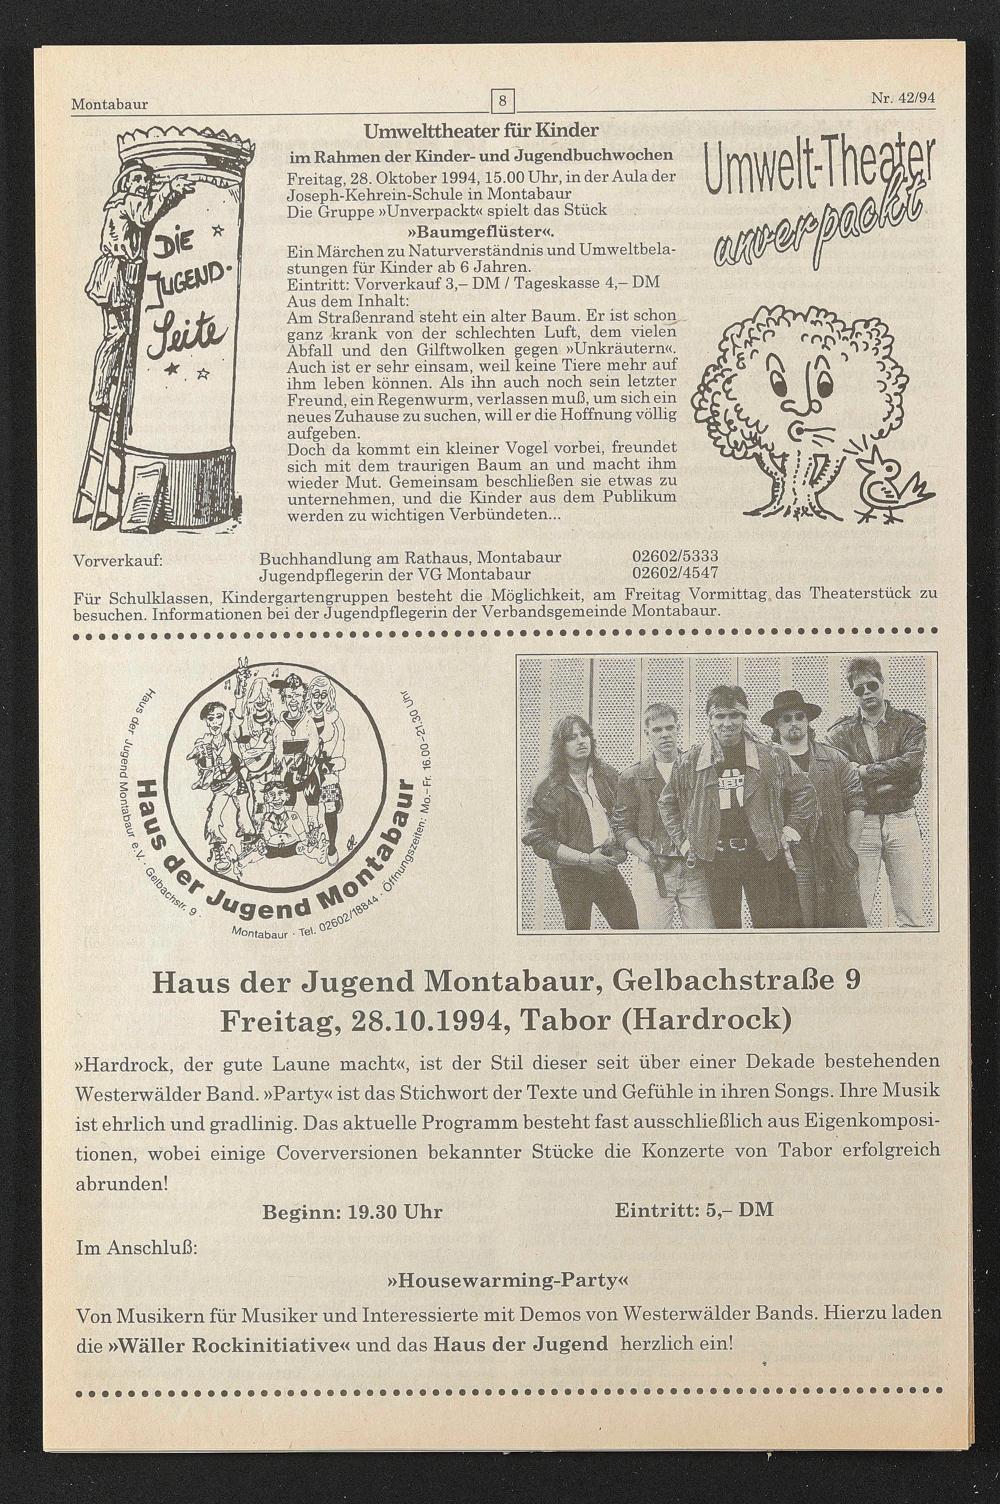 Montabaur
8
Nr. 42/94
DIE
JUGEND-
Seite
Umwelttheater für Kinder
im Rahmen der Kinder- und Jugendbuchwochen
Freitag, 28. Oktober 1994, 15.00 Uhr, in der Aula der
Joseph-Kehrein-Schule in Montabaur
Die Gruppe »Unverpackt« spielt das Stück
»Baumgeflüster«.
Ein Märchen zu Naturverständnis und Umweltbela-
stungen für Kinder ab 6 Jahren.
Eintritt: Vorverkauf 3,– DM / Tageskasse 4,– DM
Aus dem Inhalt:
Am Straßenrand steht ein alter Baum. Er ist schon
ganz krank von der schlechten Luft, dem vielen
Abfall und den Gilftwolken gegen »Unkräutern«.
Auch ist er sehr einsam, weil keine Tiere mehr auf
ihm leben können. Als ihn auch noch sein letzter
Freund, ein Regenwurm, verlassen muß, um sich ein
neues Zuhause zu suchen, will er die Hoffnung völlig
aufgeben.
Doch da kommt ein kleiner Vogel vorbei, freundet
sich mit dem traurigen Baum an und macht ihm
wieder Mut. Gemeinsam beschließen sie etwas zu
unternehmen, und die Kinder aus dem Publikum
werden zu wichtigen Verbündeten...
Umwelt-Theater
unverpackt
Vorverkauf: Buchhandlung am Rathaus, Montabaur 02602/5333
Jugendpflegerin der VG Montabaur 02602/4547
Für Schulklassen, Kindergartengruppen besteht die Möglichkeit, am Freitag Vormittag das Theaterstück zu
besuchen. Informationen bei der Jugendpflegerin der Verbandsgemeinde Montabaur.
Haus der Jugend Montabaur
Haus der Jugend Montabaur e.V. · Gelbachstr. 9 · Montabaur · Tel. 02602/18844 · Öffnungszeiten: Mo.– Fr. 16.00 -21.30 Uhr
Haus der Jugend Montabaur, Gelbachstraße 9
Freitag, 28.10.1994, Tabor (Hardrock)
»Hardrock, der gute Laune macht«, ist der Stil dieser seit über einer Dekade bestehenden
Westerwälder Band. »Party« ist das Stichwort der Texte und Gefühle in ihren Songs. Ihre Musik
ist ehrlich und gradlinig. Das aktuelle Programm besteht fast ausschließlich aus Eigenkomposi-
tionen, wobei einige Coverversionen bekannter Stücke die Konzerte von Tabor erfolgreich
abrunden!
Beginn: 19.30 Uhr Eintritt: 5,– DM
Im Anschluß:
»Housewarming-Party«
Von Musikern für Musiker und Interessierte mit Demos von Westerwälder Bands. Hierzu laden
die »Wäller Rockinitiative« und das Haus der Jugend herzlich ein!